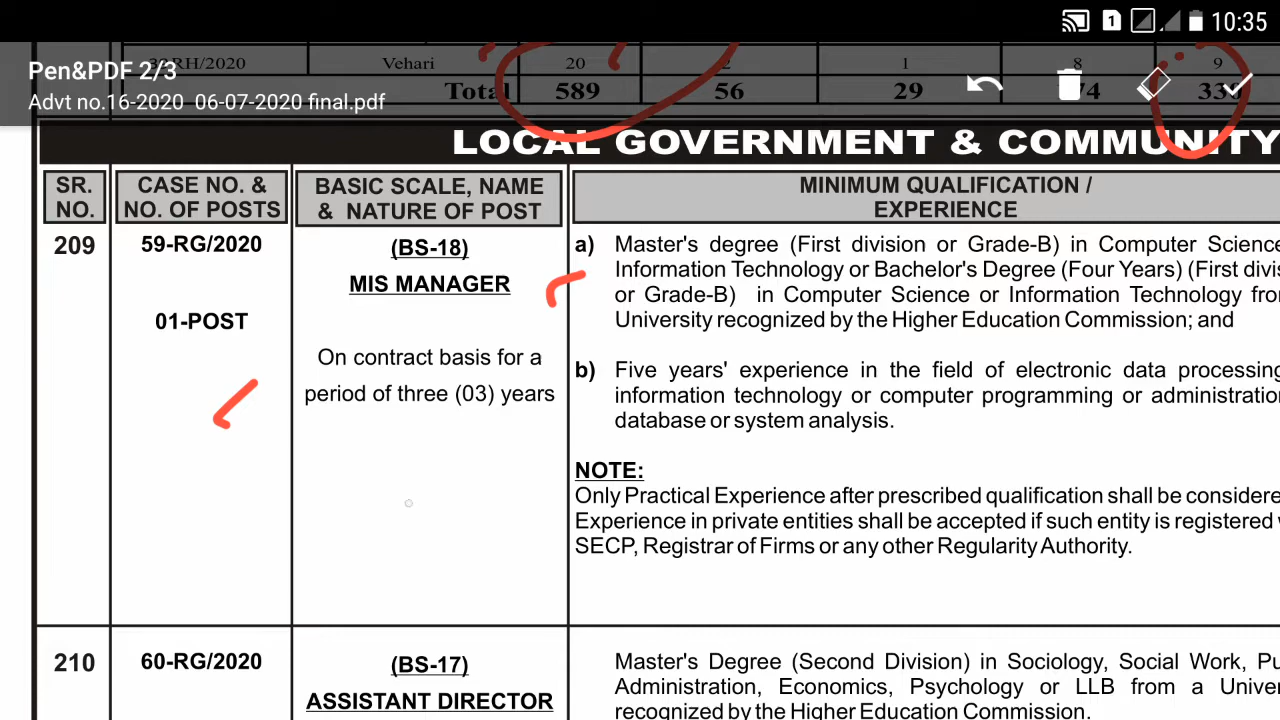 1 10:35
Pen&PDF 2/3
Advt no.16-2020 06-07-2020 final.pdf
Vehari 20 1 8 9
Total 589 56 29
LOCAL GOVERNMENT & COMMUNITY
SR. NO.
CASE NO. & NO. OF POSTS
BASIC SCALE, NAME & NATURE OF POST
MINIMUM QUALIFICATION / EXPERIENCE
209
59-RG/2020
01-POST
(BS-18)
MIS MANAGER
On contract basis for a
period of three (03) years
a) Master's degree (First division or Grade-B) in Computer Science
Information Technology or Bachelor's Degree (Four Years) (First divis
or Grade-B) in Computer Science or Information Technology from
University recognized by the Higher Education Commission; and
b) Five years' experience in the field of electronic data processing
information technology or computer programming or administration
database or system analysis.
NOTE:
Only Practical Experience after prescribed qualification shall be considere
Experience in private entities shall be accepted if such entity is registered
SECP, Registrar of Firms or any other Regularity Authority.
210
60-RG/2020
(BS-17)
ASSISTANT DIRECTOR
Master's Degree (Second Division) in Sociology, Social Work, Pu
Administration, Economics, Psychology or LLB from a Univer
recognized by the Higher Education Commission.